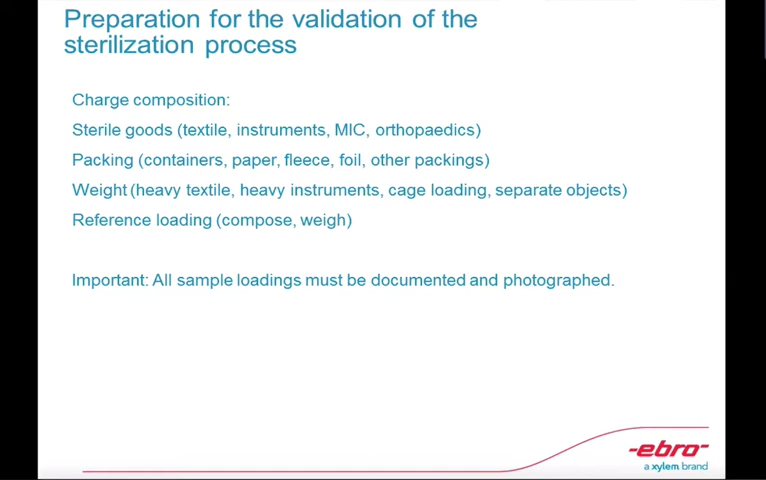 Preparation for the validation of the
sterilization process
Charge composition:
Sterile goods (textile, instruments, MIC, orthopaedics)
Packing (containers, paper, fleece, foil, other packings)
Weight (heavy textile, heavy instruments, cage loading, separate objects)
Reference loading (compose, weigh)
Important: All sample loadings must be documented and photographed.
-ebro-
a xylem brand